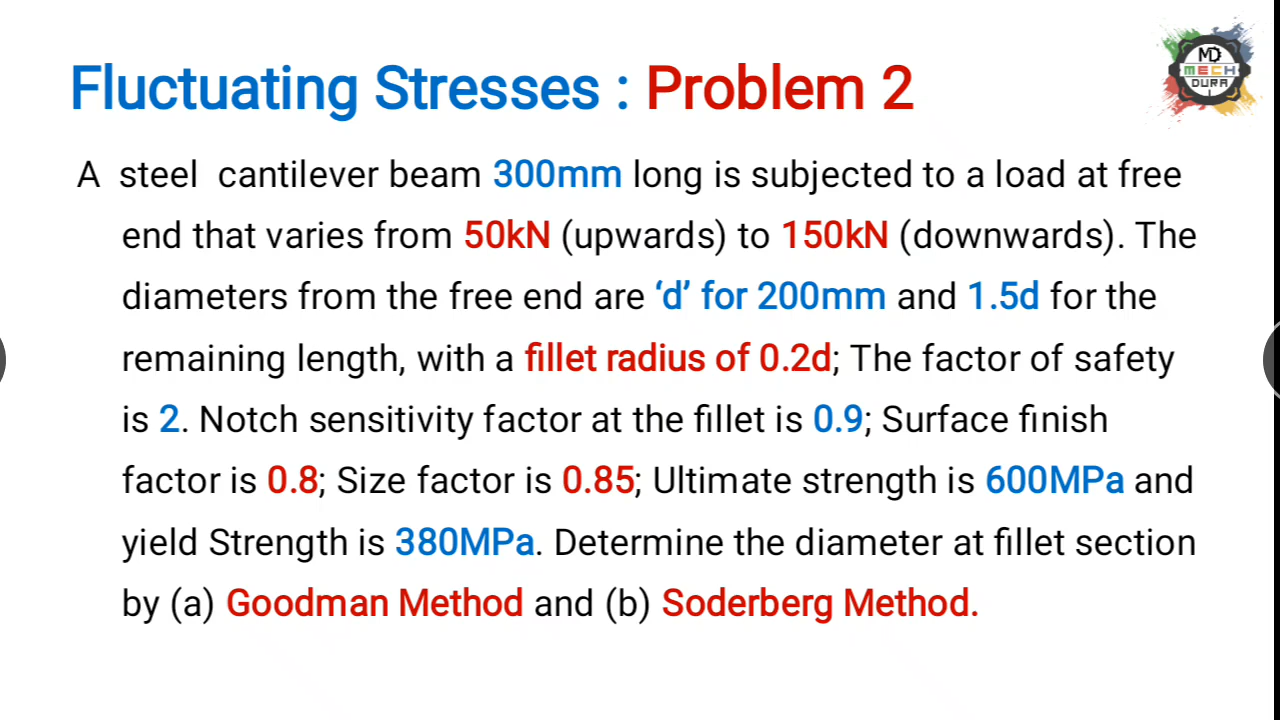 Fluctuating Stresses : Problem 2
MD
MECH
DURA
A steel cantilever beam 300mm long is subjected to a load at free
end that varies from 50kN (upwards) to 150kN (downwards). The
diameters from the free end are ‘d’ for 200mm and 1.5d for the
remaining length, with a fillet radius of 0.2d; The factor of safety
is 2. Notch sensitivity factor at the fillet is 0.9; Surface finish
factor is 0.8; Size factor is 0.85; Ultimate strength is 600MPa and
yield Strength is 380MPa. Determine the diameter at fillet section
by (a) Goodman Method and (b) Soderberg Method.